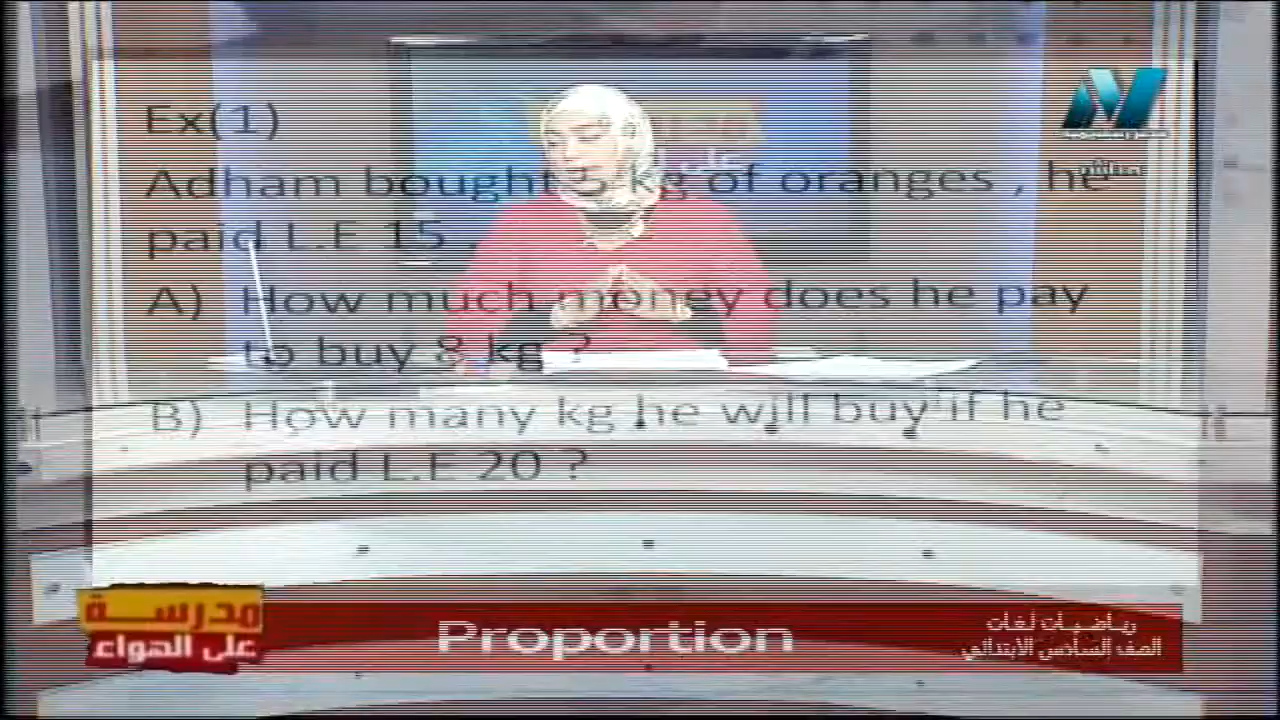 Ex(1)
Adham bought kg of oranges , he
paid L.E 15 .
A) How much money does he pay
to buy 8 kg ?
B) How many kg he will buy if he
paid L.E 20 ?
مدرسة
على الهواء
Proportion
رياضيات لغات
الصف السادس الابتدائي